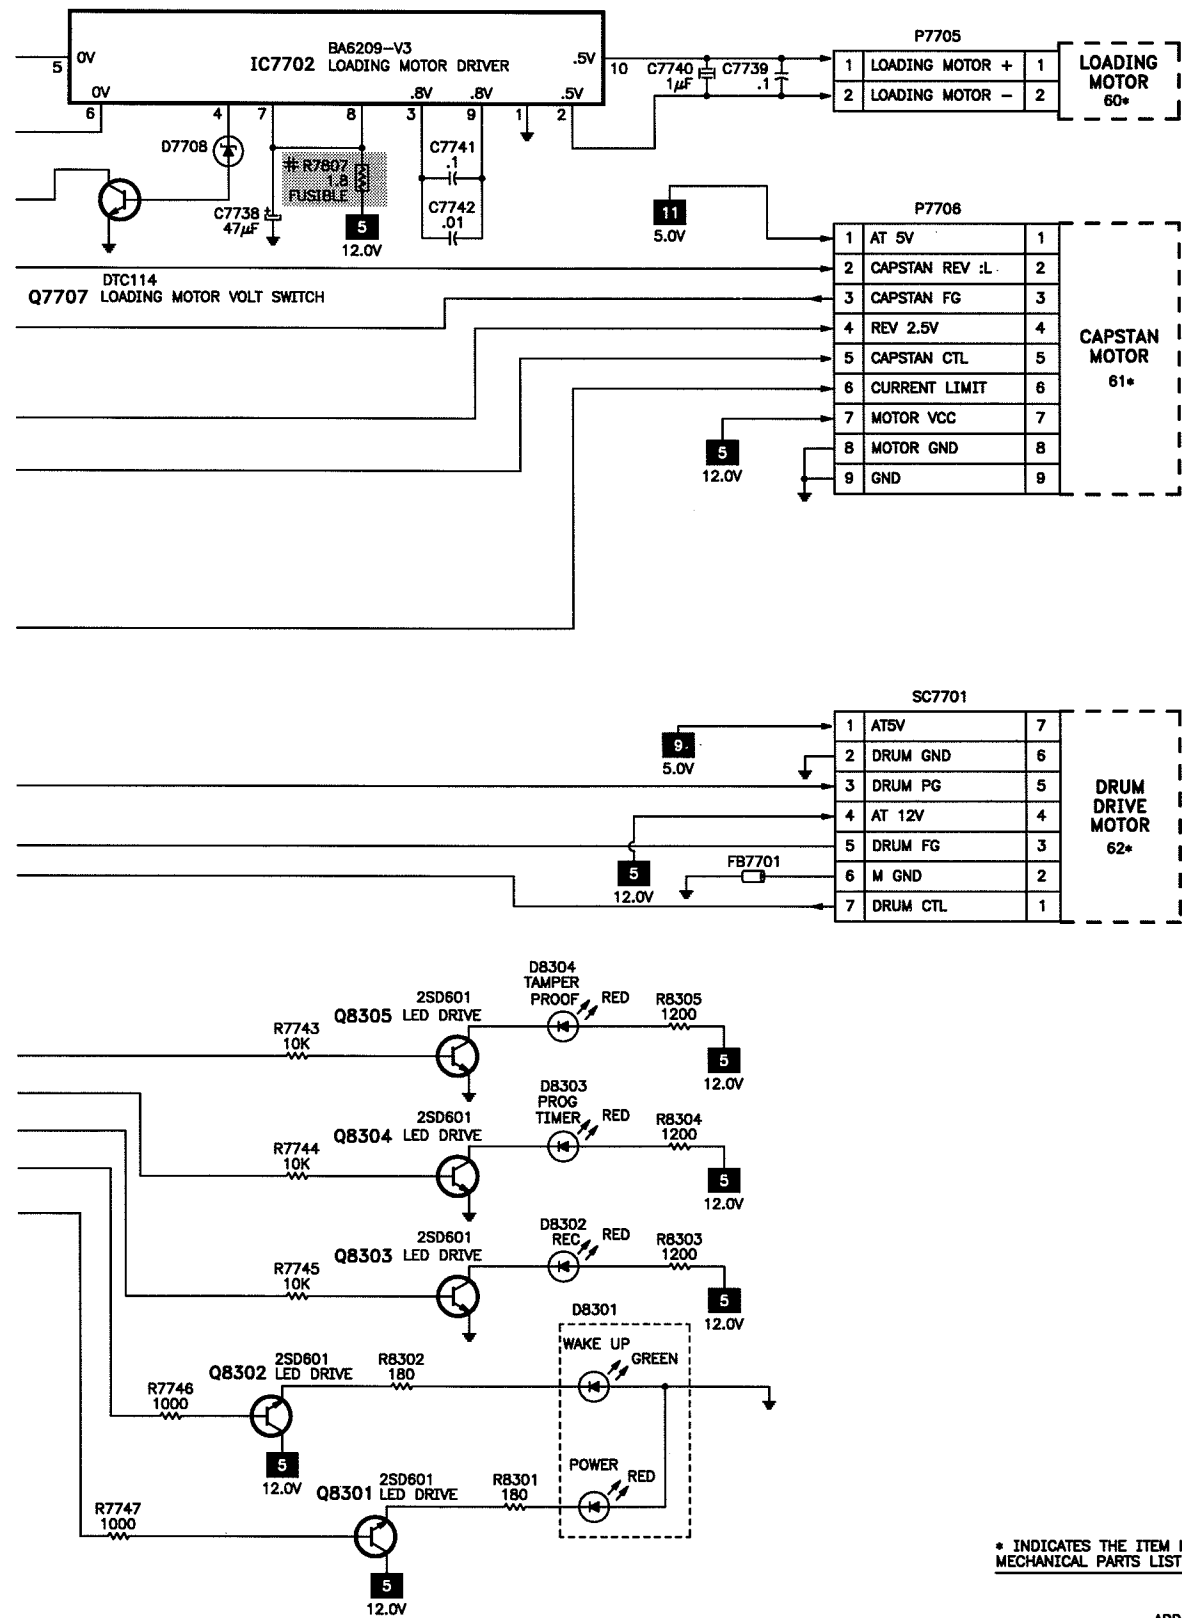 BA6209-V3
IC7702 LOADING MOTOR DRIVER
0V
5
0V
6
4
7
8
.8V
3
.8V
9
1
.5V
2
.5V
10
C7740
1µF
C7739
.1
P7705
1 LOADING MOTOR + 1
2 LOADING MOTOR - 2
LOADING
MOTOR
60*
D7708
# R7807
1.8
FUSIBLE
C7738
+
47µF
5
12.0V
C7741
.1
C7742
.01
DTC114
Q7707 LOADING MOTOR VOLT SWITCH
11
5.0V
P7706
1 AT 5V 1
2 CAPSTAN REV :L 2
3 CAPSTAN FG 3
4 REV 2.5V 4
5 CAPSTAN CTL 5
6 CURRENT LIMIT 6
7 MOTOR VCC 7
8 MOTOR GND 8
9 GND 9
CAPSTAN
MOTOR
61*
5
12.0V
SC7701
1 AT5V 7
2 DRUM GND 6
3 DRUM PG 5
4 AT 12V 4
5 DRUM FG 3
6 M GND 2
7 DRUM CTL 1
DRUM
DRIVE
MOTOR
62*
9
5.0V
5
12.0V
FB7701
R7743
10K
2SD601
Q8305 LED DRIVE
D8304
TAMPER
PROOF
RED
R8305
1200
5
12.0V
R7744
10K
2SD601
Q8304 LED DRIVE
D8303
PROG
TIMER
RED
R8304
1200
5
12.0V
R7745
10K
2SD601
Q8303 LED DRIVE
D8302
REC
RED
R8303
1200
5
12.0V
D8301
WAKE UP
GREEN
R7746
1000
2SD601
Q8302 LED DRIVE
R8302
180
5
12.0V
POWER
RED
R7747
1000
2SD601
Q8301 LED DRIVE
R8301
180
5
12.0V
* INDICATES THE ITEM
MECHANICAL PARTS LIST